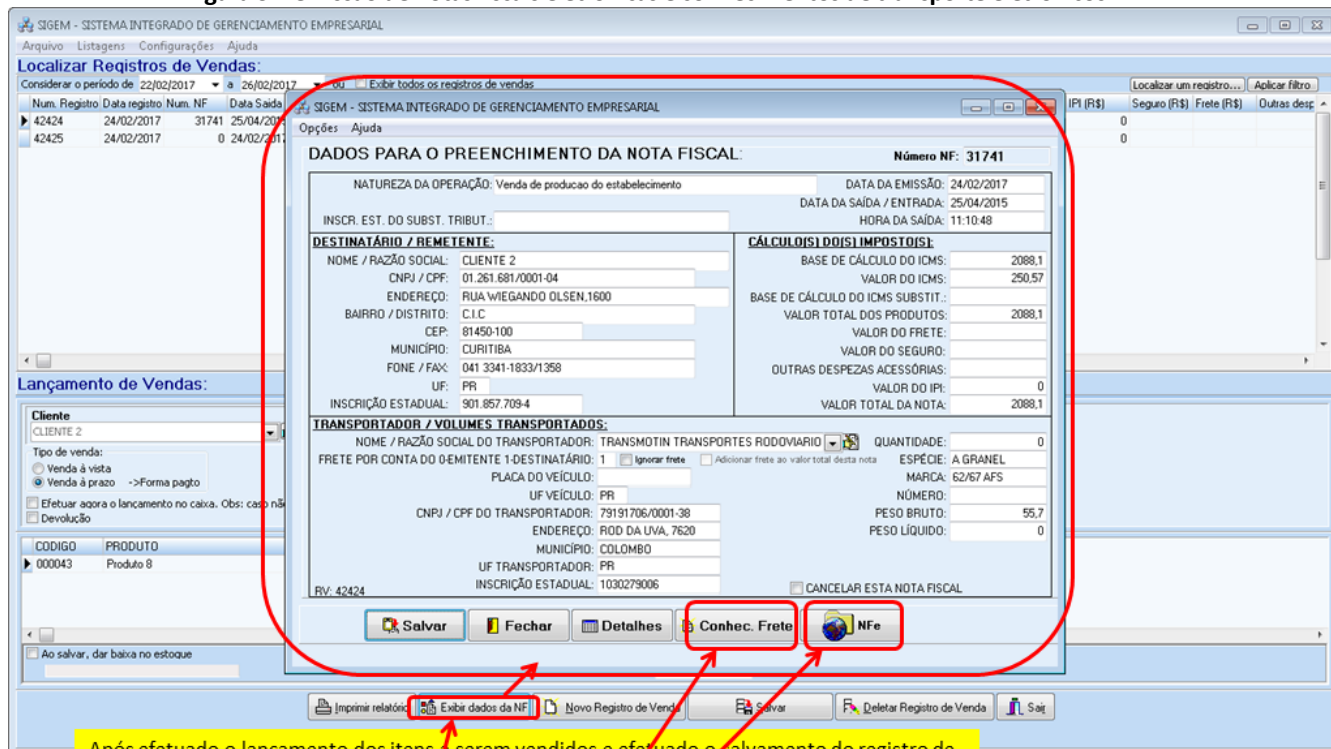 SIGEM - SISTEMA INTEGRADO DE GERENCIAMENTO EMPRESARIAL
Arquivo Listagens Configurações Ajuda
Localizar Registros de Vendas:
Considerar o período de 22/02/2017 a 26/02/2017 ou Exibir todos os registros de vendas Localizar um registro... Aplicar filtro
Num. Registro Data registro Num. NF Data Saida IPI (R$) Seguro (R$) Frete (R$) Outras desp
42424 24/02/2017 31741 25/04/201 0
42425 24/02/2017 0 24/02/2017 0
SIGEM - SISTEMA INTEGRADO DE GERENCIAMENTO EMPRESARIAL
Opções Ajuda
DADOS PARA O PREENCHIMENTO DA NOTA FISCAL: Número NF: 31741
NATUREZA DA OPERAÇÃO: Venda de producao do estabelecimento DATA DA EMISSÃO: 24/02/2017
DATA DA SAÍDA / ENTRADA: 25/04/2015
INSCR. EST. DO SUBST. TRIBUT.: HORA DA SAÍDA: 11:10:48
DESTINATÁRIO / REMETENTE: CÁLCULO(S) DO(S) IMPOSTO(S):
NOME / RAZÃO SOCIAL: CLIENTE 2 BASE DE CÁLCULO DO ICMS: 2088,1
CNPJ / CPF: 01.261.681/0001-04 VALOR DO ICMS: 250,57
ENDEREÇO: RUA WIEGANDO OLSEN,1600 BASE DE CÁLCULO DO ICMS SUBSTIT.:
BAIRRO / DISTRITO: C.I.C VALOR TOTAL DOS PRODUTOS: 2088,1
CEP: 81450-100 VALOR DO FRETE:
MUNICÍPIO: CURITIBA VALOR DO SEGURO:
FONE / FAX: 041 3341-1833/1358 OUTRAS DESPEZAS ACESSÓRIAS:
UF: PR VALOR DO IPI: 0
INSCRIÇÃO ESTADUAL: 901.857.709-4 VALOR TOTAL DA NOTA: 2088,1
TRANSPORTADOR / VOLUMES TRANSPORTADOS:
NOME / RAZÃO SOCIAL DO TRANSPORTADOR: TRANSMOTIN TRANSPORTES RODOVIARIO QUANTIDADE: 0
FRETE POR CONTA DO 0-EMITENTE 1-DESTINATÁRIO: 1 Ignorar frete Adicionar frete ao valor total desta nota ESPÉCIE: A GRANEL
PLACA DO VEÍCULO: MARCA: 62/67 AFS
UF VEÍCULO: PR NÚMERO:
CNPJ / CPF DO TRANSPORTADOR: 79191706/0001-38 PESO BRUTO: 55,7
ENDEREÇO: ROD DA UVA, 7620 PESO LÍQUIDO: 0
MUNICÍPIO: COLOMBO
UF TRANSPORTADOR: PR
RV: 42424 INSCRIÇÃO ESTADUAL: 1030279006 CANCELAR ESTA NOTA FISCAL
Salvar Fechar Detalhes Conhec. Frete NFe
Lançamento de Vendas:
Cliente
CLIENTE 2
Tipo de venda:
Venda á vista
Venda á prazo ->Forma pagto
Efetuar agora o lancamento no caixa. Obs: caso nã
Devolução
CODIGO PRODUTO
000043 Produto 8
Ao salvar, dar baixa no estoque
Imprimir relatório Exibir dados da NF Novo Registro de Venda Salvar Deletar Registro de Venda Sair
Após efetuado o lançamento dos itens a serem vendidos e efetuado o salvamento do registro de